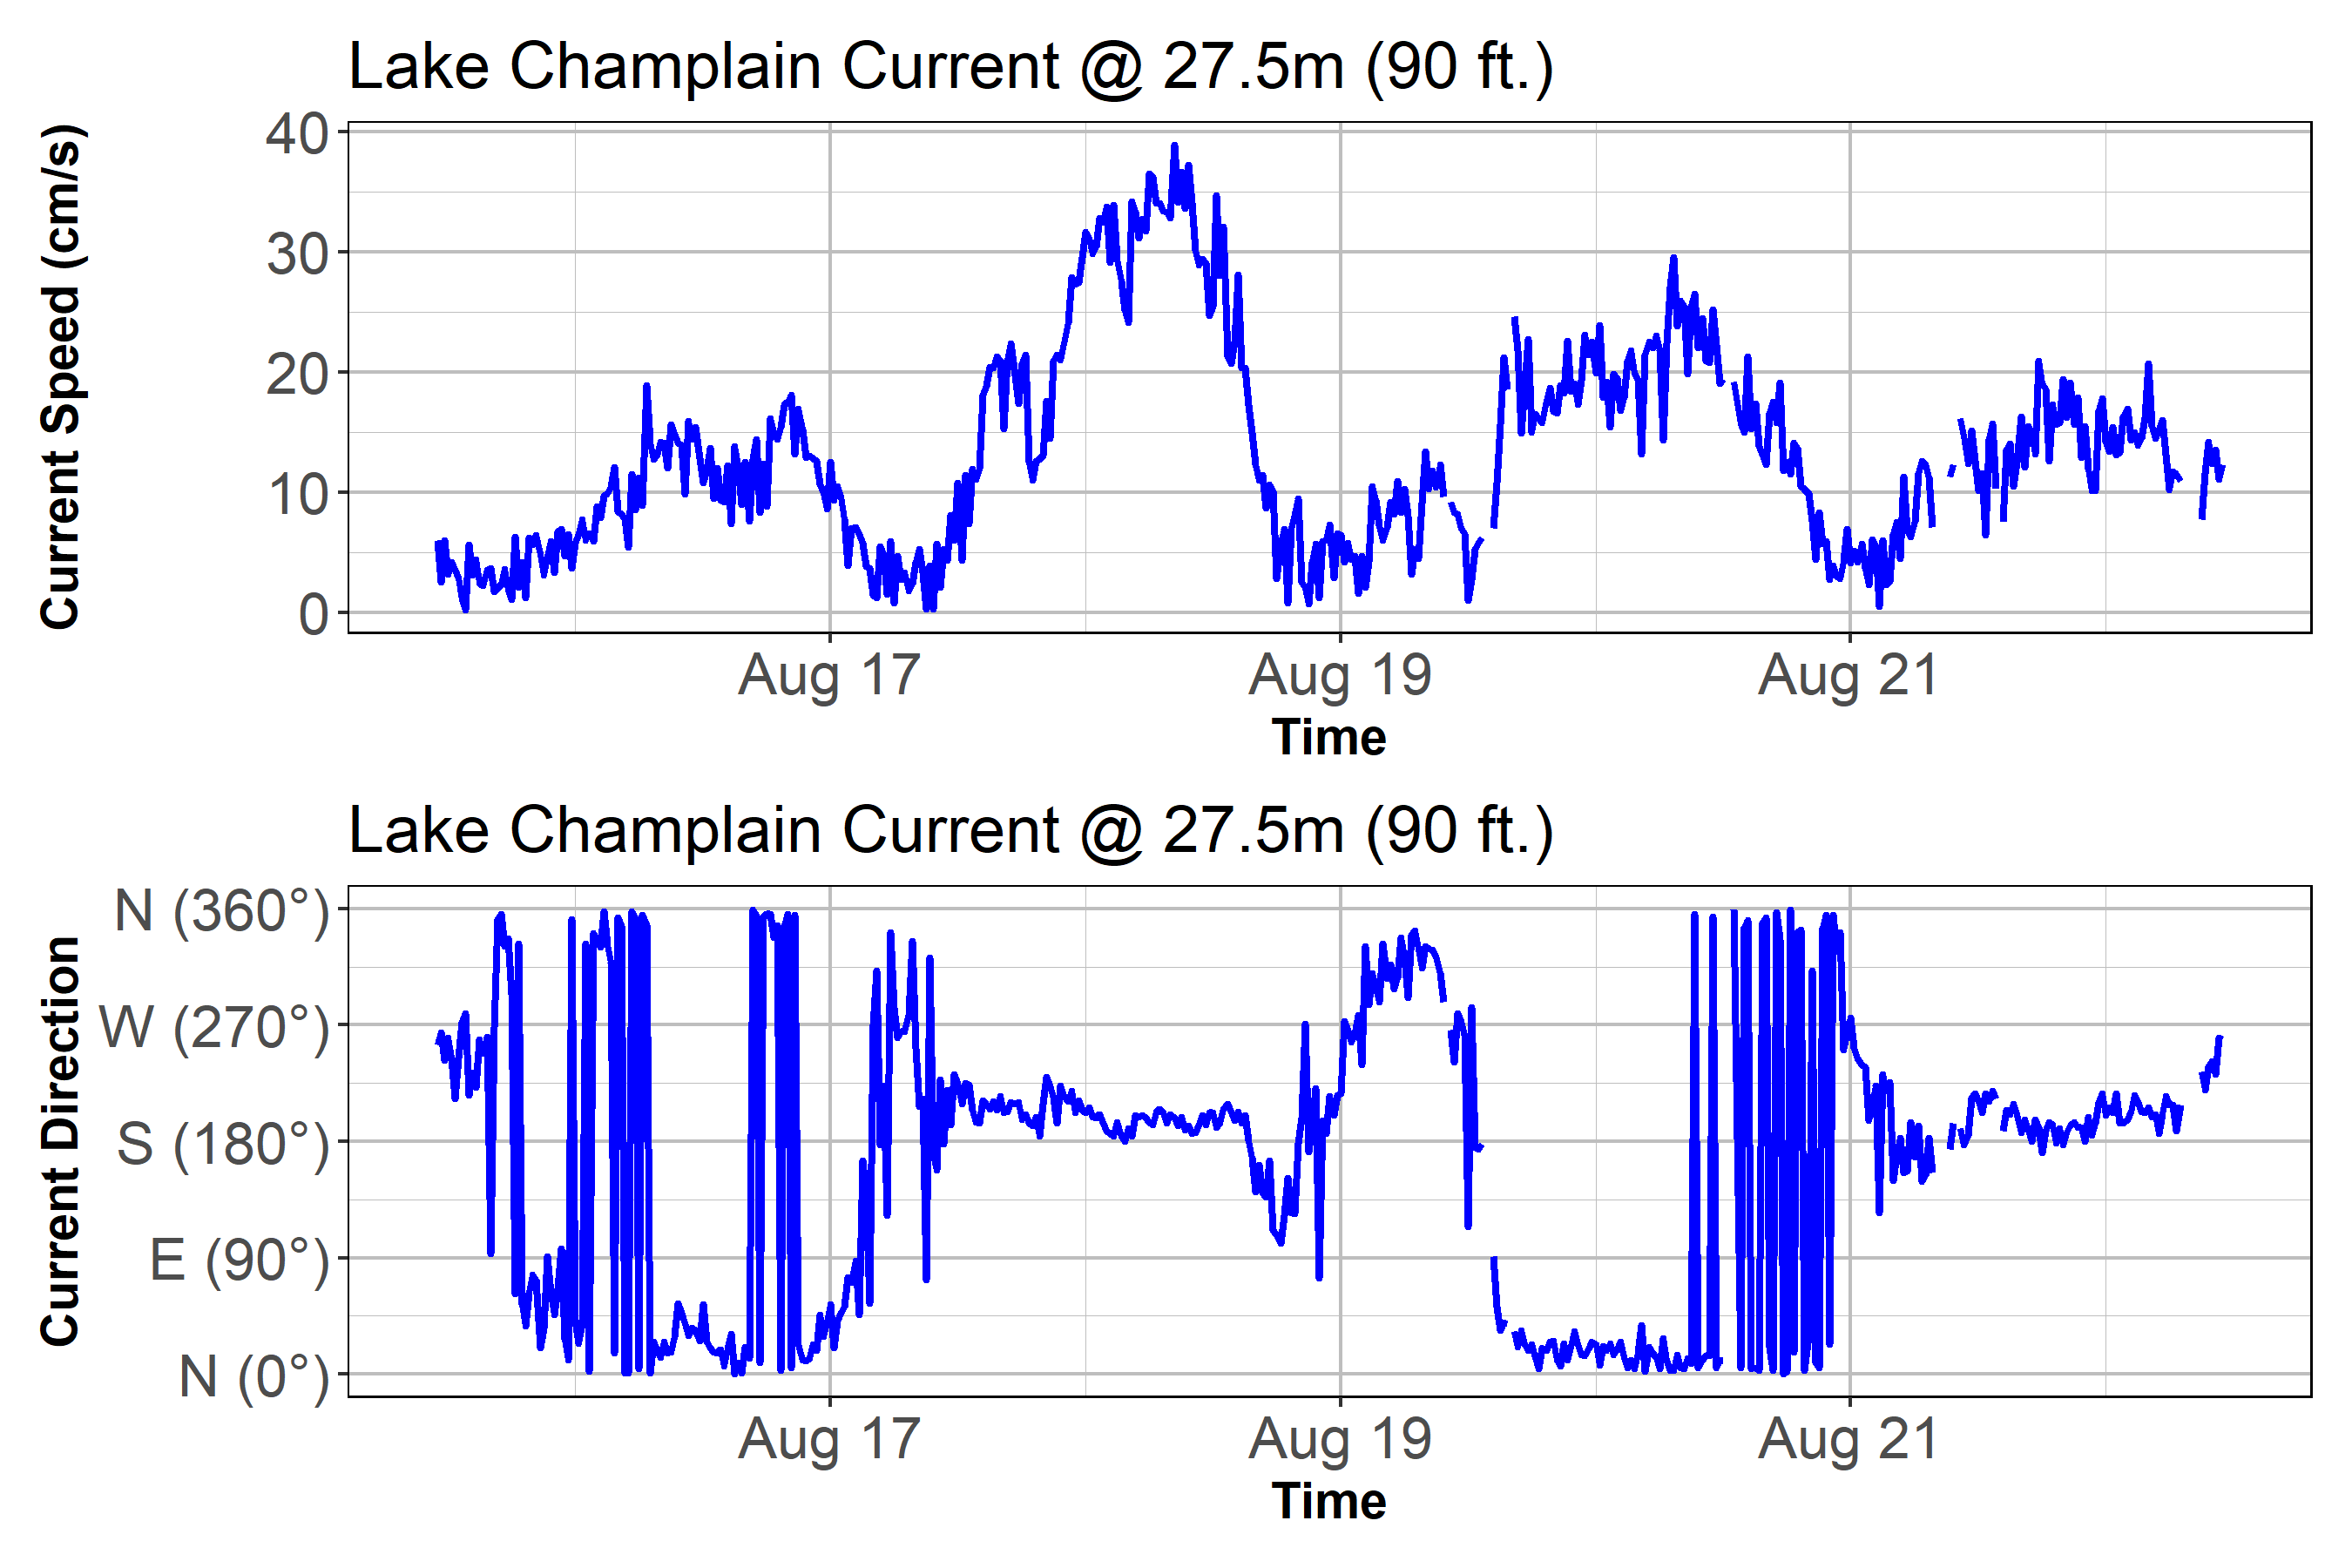 Lake Champlain Current @ 27.5m (90 ft.)
Current Speed (cm/s)
40
30
20
10
0
Aug 17
Aug 19
Aug 21
Time
Lake Champlain Current @ 27.5m (90 ft.)
Current Direction
N (360°)
W (270°)
S (180°)
E (90°)
N (0°)
Aug 17
Aug 19
Aug 21
Time